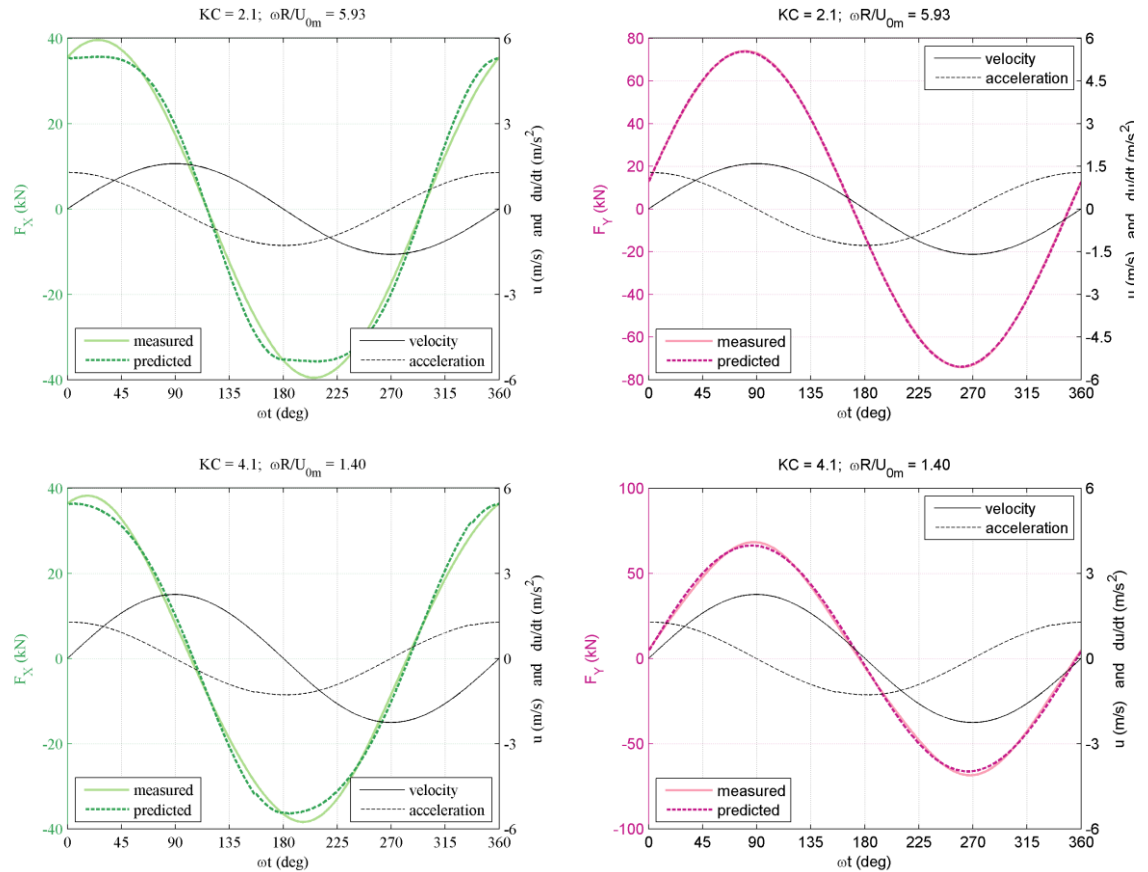 KC = 2.1; ωR/U0m = 5.93
40
20
0
-20
-40
FX (kN)
6
3
0
-3
-6
u (m/s) and du/dt (m/s2)
measured
predicted
velocity
acceleration
0 45 90 135 180 225 270 315 360
ωt (deg)
KC = 2.1; ωR/U0m = 5.93
80
60
40
20
0
-20
-40
-60
-80
FY (kN)
6
4.5
3
1.5
0
-1.5
-3
-4.5
-6
u (m/s) and du/dt (m/s2)
velocity
acceleration
measured
predicted
0 45 90 135 180 225 270 315 360
ωt (deg)
KC = 4.1; ωR/U0m = 1.40
40
20
0
-20
-40
FX (kN)
6
3
0
-3
-6
u (m/s) and du/dt (m/s2)
measured
predicted
velocity
acceleration
0 45 90 135 180 225 270 315 360
ωt (deg)
KC = 4.1; ωR/U0m = 1.40
100
50
0
-50
-100
FY (kN)
6
3
0
-3
-6
u (m/s) and du/dt (m/s2)
velocity
acceleration
measured
predicted
0 45 90 135 180 225 270 315 360
ωt (deg)